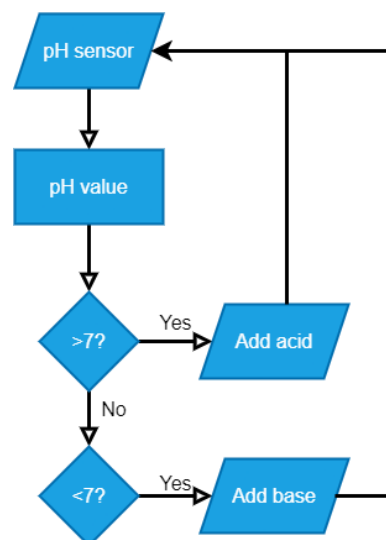 pH sensor
pH value
>7?
Yes
Add acid
No
<7?
Yes
Add base